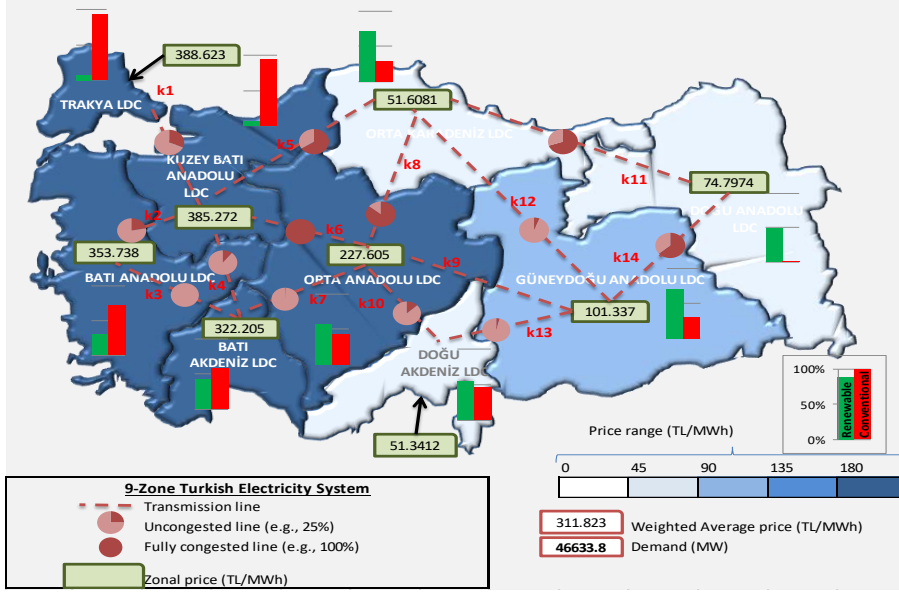 388.623
k1
TRAKYA LDC
51.6081
ORTA KARADENİZ LDC
k5
KUZEY BATI
ANADOLU
LDC
k8
k11
74.7974
DOĞU ANADOLU
LDC
k2
385.272
k6
k12
353.738
BATI ANADOLU LDC
k4
227.605
ORTA ANADOLU LDC
k9
k14
GÜNEYDOĞU ANADOLU LDC
k3
k7
k10
101.337
322.205
BATI
AKDENİZ LDC
k13
DOĞU
AKDENİZ LDC
51.3412
100%
50%
0%
Renewable
Conventional
Price range (TL/MWh)
0 45 90 135 180
9-Zone Turkish Electricity System
Transmission line
Uncongested line (e.g., 25%)
Fully congested line (e.g., 100%)
Zonal price (TL/MWh)
311.823 Weighted Average price (TL/MWh)
46633.8 Demand (MW)